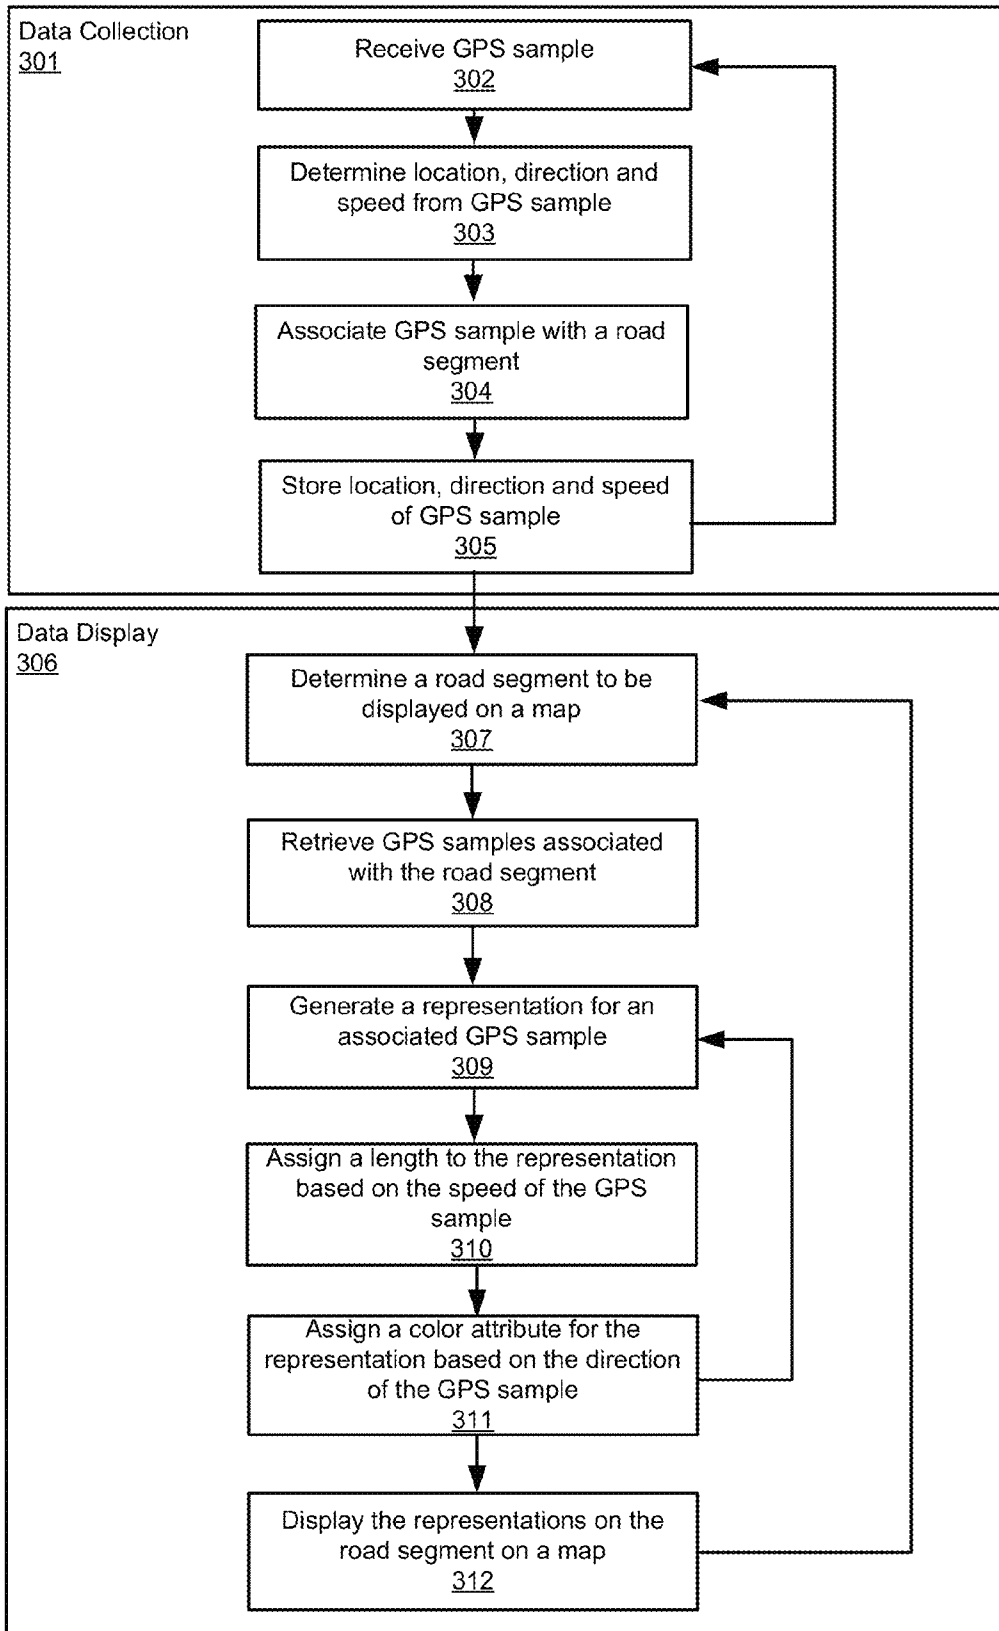 Data Collection
301
Receive GPS sample
302
Determine location, direction and
speed from GPS sample
303
Associate GPS sample with a road
segment
304
Store location, direction and speed
of GPS sample
305
Data Display
306
Determine a road segment to be
displayed on a map
307
Retrieve GPS samples associated
with the road segment
308
Generate a representation for an
associated GPS sample
309
Assign a length to the representation
based on the speed of the GPS
sample
310
Assign a color attribute for the
representation based on the direction
of the GPS sample
311
Display the representations on the
road segment on a map
312